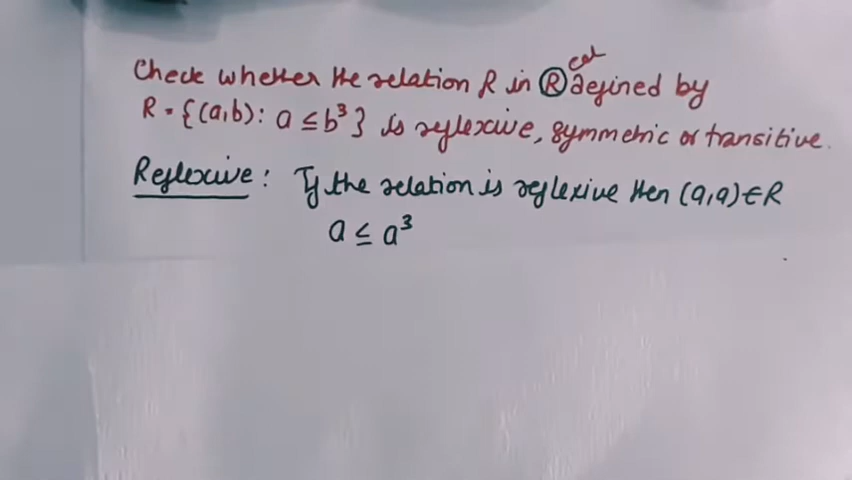 Check whether the relation R in R defined by
R = {(a,b): a ≤ b³} is reflexive, symmetric or transitive.
Reflexive: If the relation is reflexive then (a,a) ∈ R
a ≤ a³